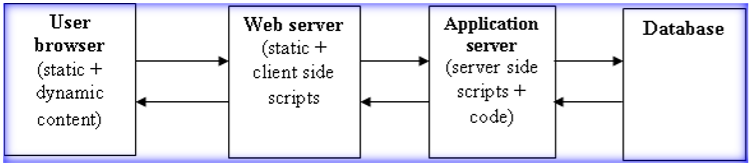 User
browser
(static +
dynamic
content)
Web server
(static +
client side
scripts
Application
server
(server side
scripts +
code)
Database